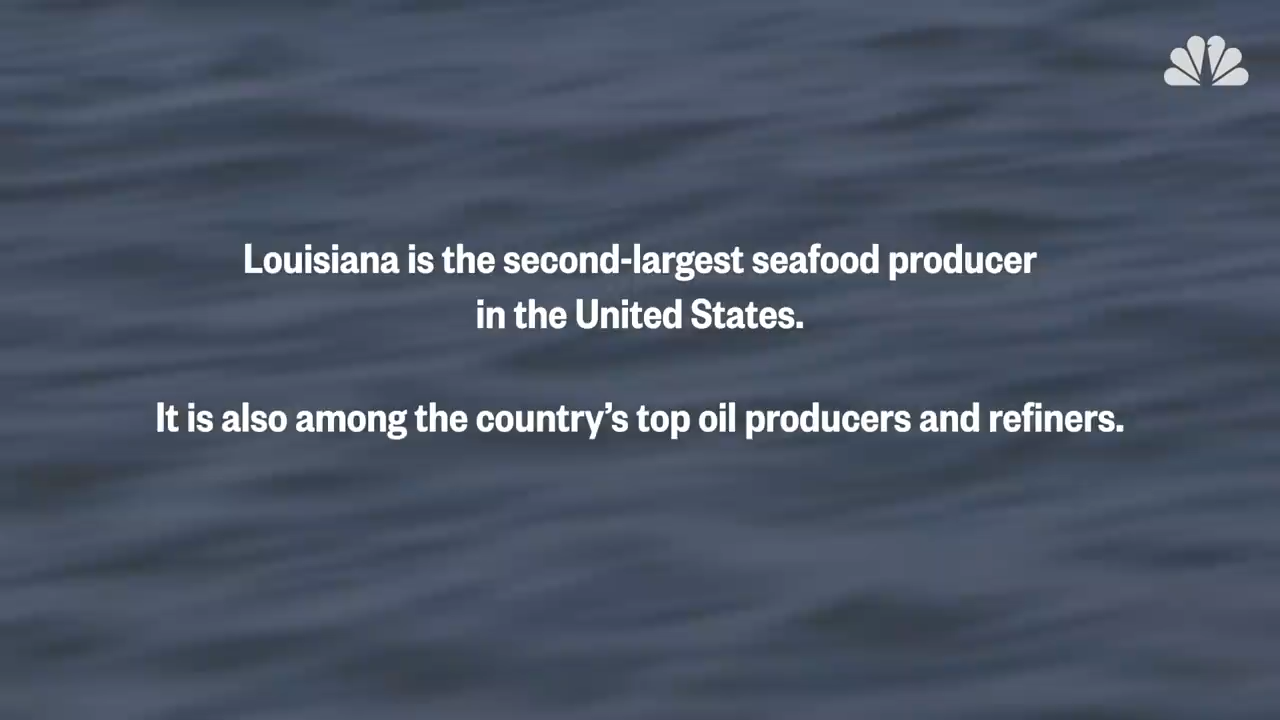 Louisiana is the second-largest seafood producer
in the United States.
It is also among the country’s top oil producers and refiners.